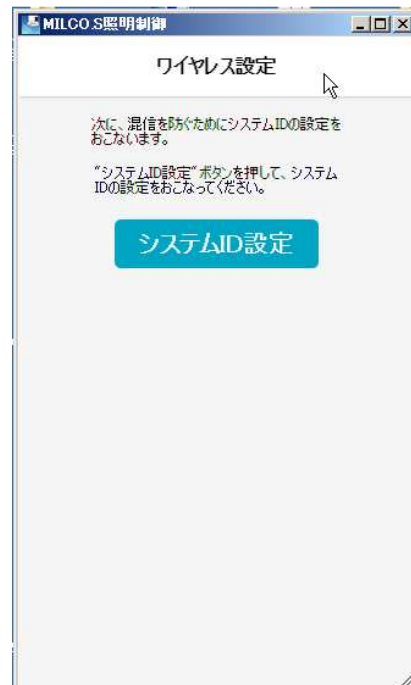 MILCO.S照明制御
ワイヤレス設定
次に、混信を防ぐためにシステムIDの設定を
おこないます。
“システムID設定”ボタンを押して、システム
IDの設定をおこなってください。
システムID設定